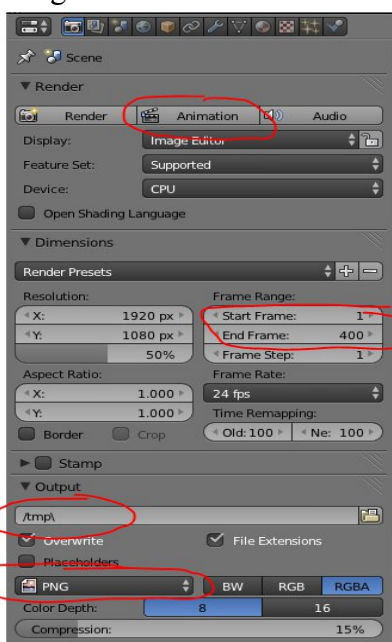 Scene
Render
Render Animation Audio
Display: Image Editor
Feature Set: Supported
Device: CPU
Open Shading Language
Dimensions
Render Presets
Resolution: Frame Range:
X: 1920 px Start Frame: 1
Y: 1080 px End Frame: 400
50% Frame Step: 1
Aspect Ratio: Frame Rate:
X: 1.000 24 fps
Y: 1.000 Time Remapping:
Border Crop Old: 100 Ne: 100
Stamp
Output
/tmp\
Overwrite File Extensions
Placeholders
PNG BW RGB RGBA
Color Depth: 8 16
Compression: 15%